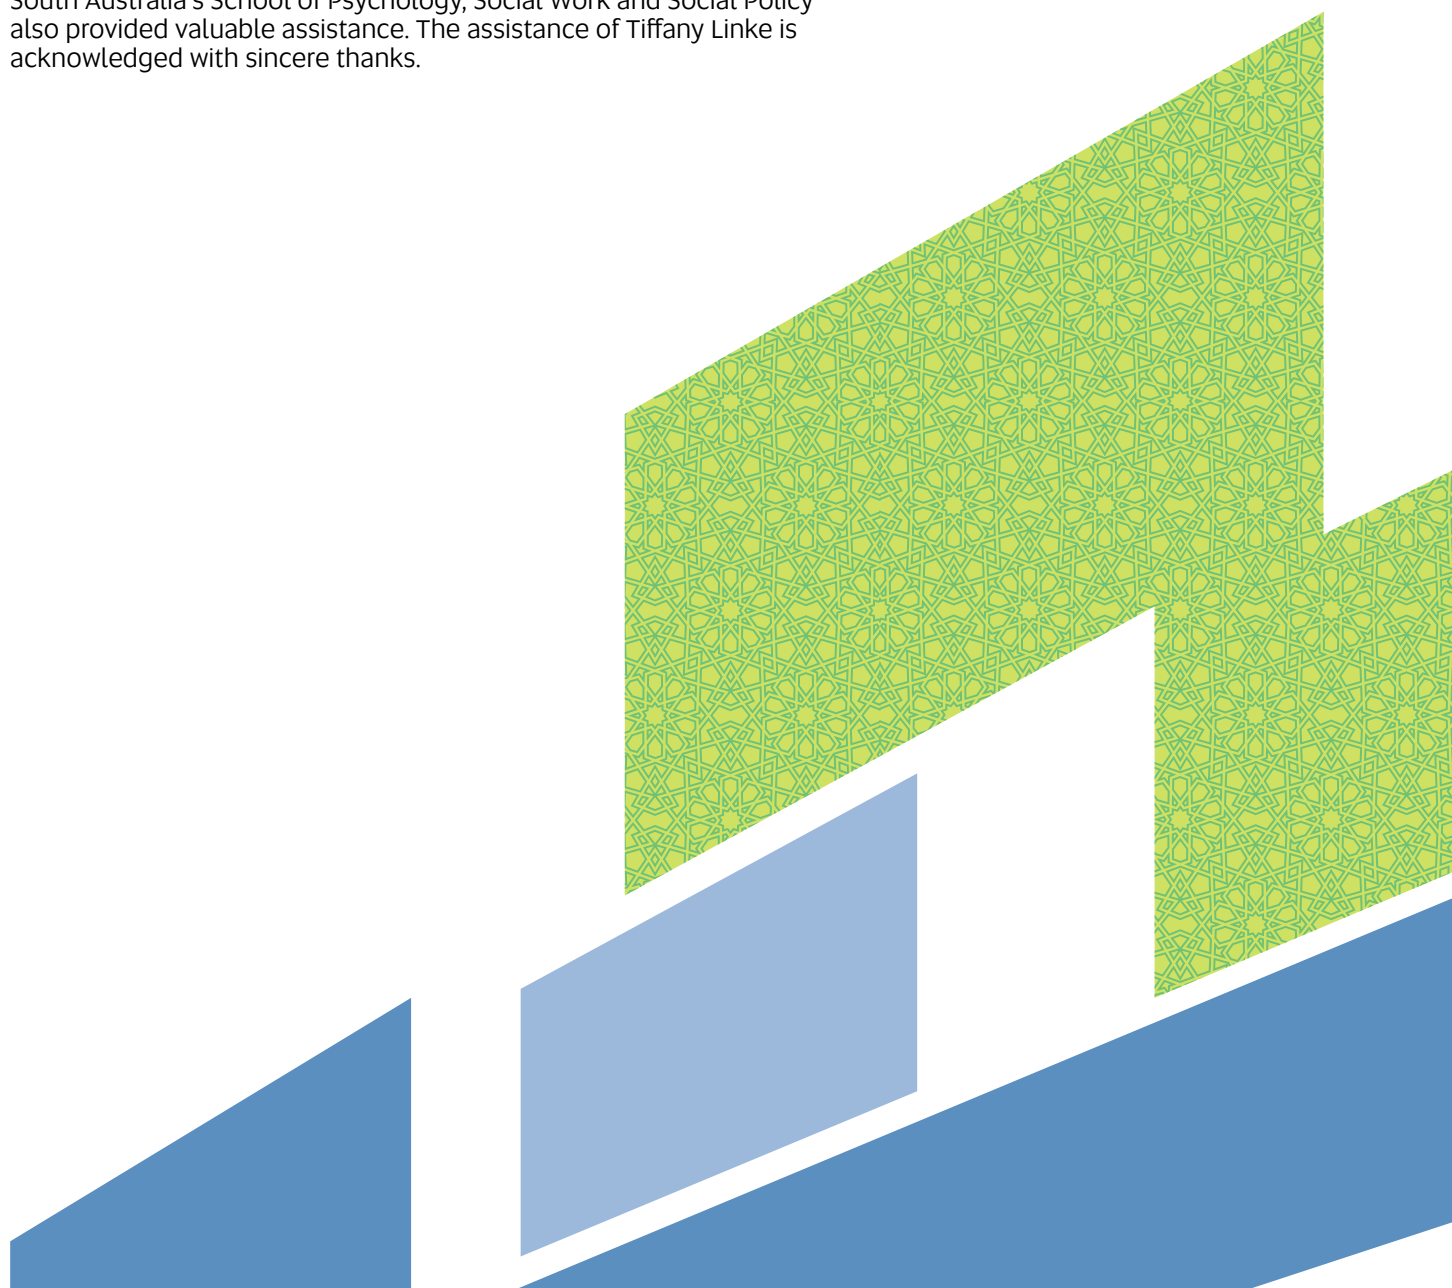 South Australia's School of Psychology, Social Work and Social Policy
also provided valuable assistance. The assistance of Tiffany Linke is
acknowledged with sincere thanks.